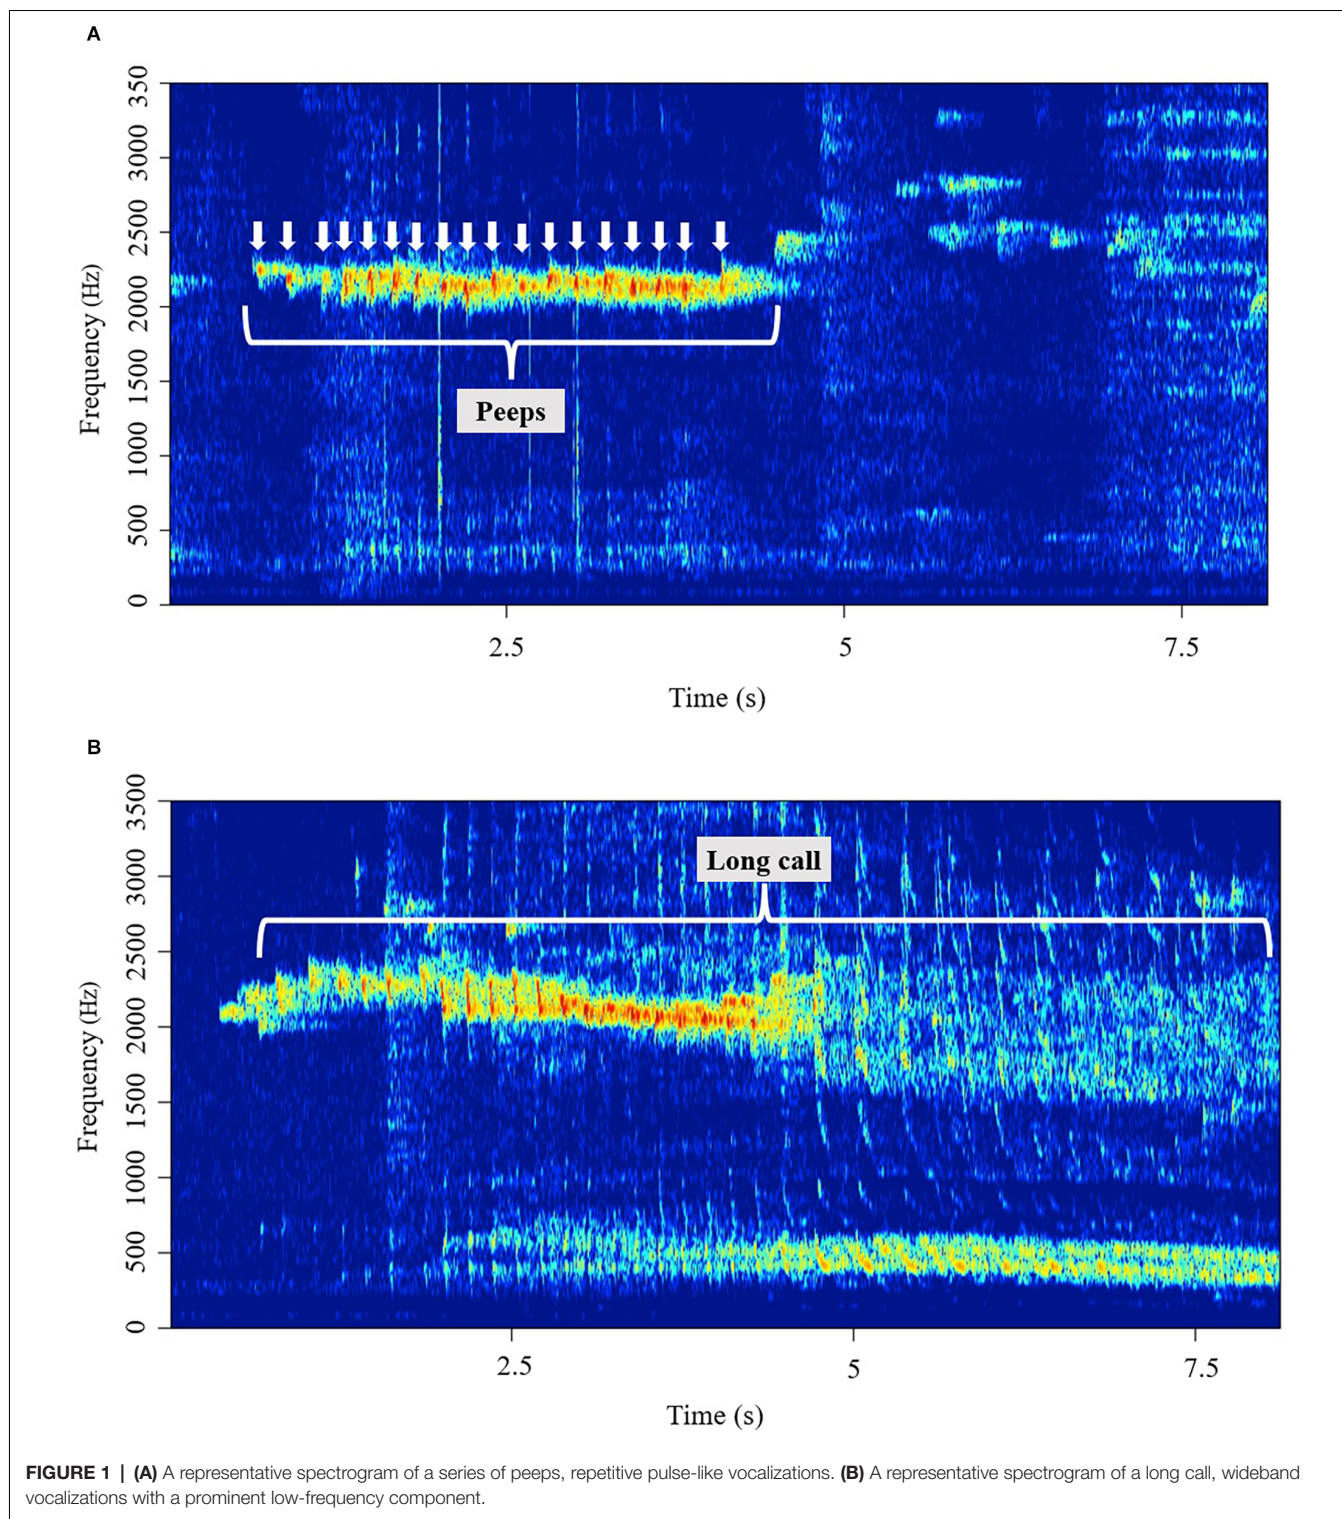 A
350
3000
2500
2000
1500
1000
500
0
Frequency (Hz)
Peeps
2.5 5 7.5
Time (s)
B
3500
3000
2500
2000
1500
1000
500
0
Frequency (Hz)
Long call
2.5 5 7.5
Time (s)
FIGURE 1 | (A) A representative spectrogram of a series of peeps, repetitive pulse-like vocalizations. (B) A representative spectrogram of a long call, wideband
vocalizations with a prominent low-frequency component.